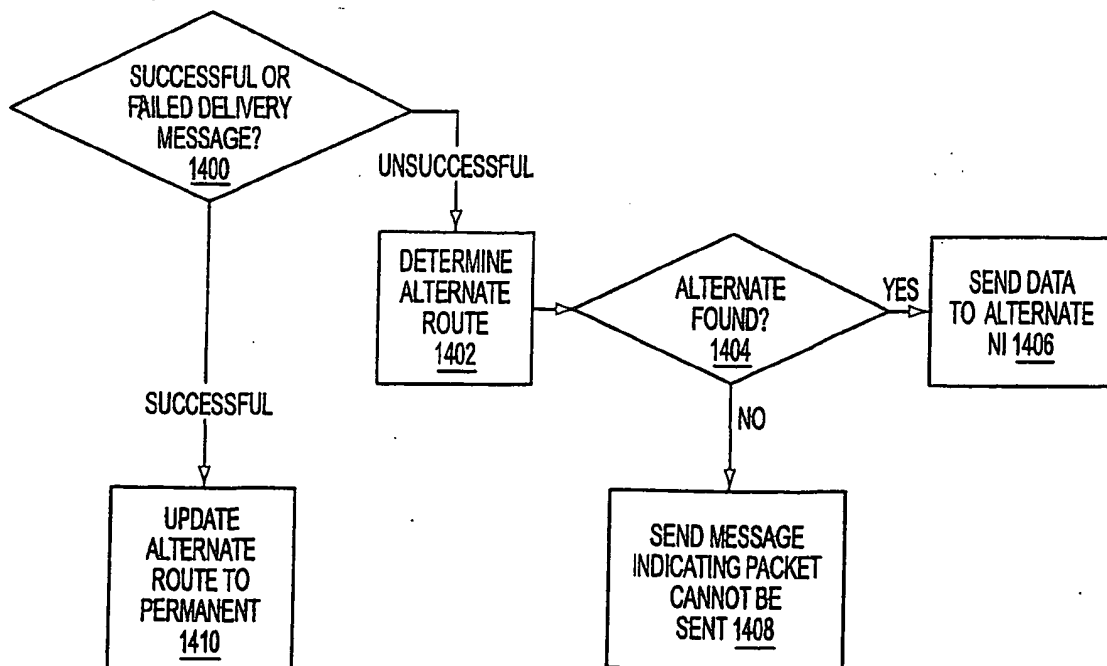 SUCCESSFUL OR
FAILED DELIVERY
MESSAGE?
1400
UNSUCCESSFUL
DETERMINE
ALTERNATE
ROUTE
1402
ALTERNATE
FOUND?
1404
YES
SEND DATA
TO ALTERNATE
NI 1406
SUCCESSFUL
NO
UPDATE
ALTERNATE
ROUTE TO
PERMANENT
1410
SEND MESSAGE
INDICATING PACKET
CANNOT BE
SENT 1408